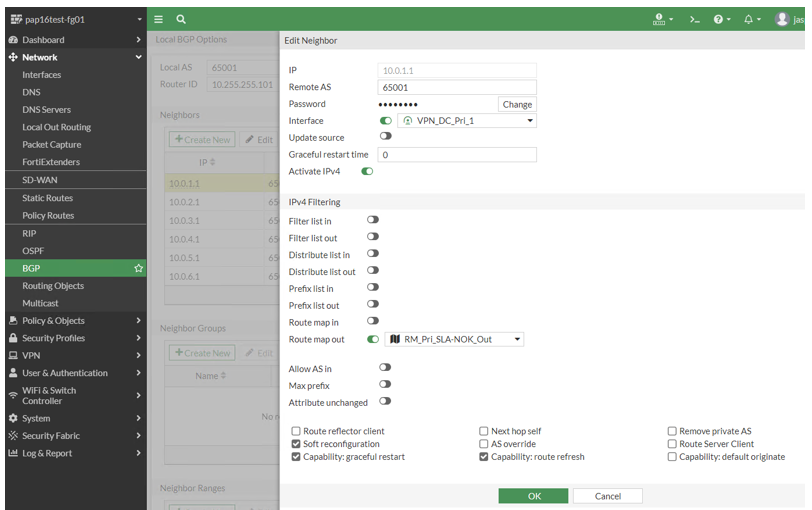 pap16test-fg01
jas
Dashboard
Network
Interfaces
DNS
DNS Servers
Local Out Routing
Packet Capture
FortiExtenders
SD-WAN
Static Routes
Policy Routes
RIP
OSPF
BGP
Routing Objects
Multicast
Policy & Objects
Security Profiles
VPN
User & Authentication
WiFi & Switch
Controller
System
Security Fabric
Log & Report
Local BGP Options
Local AS 65001
Router ID 10.255.255.101
Neighbors
Create New Edit
IP
10.0.1.1 65
10.0.2.1 65
10.0.3.1 65
10.0.4.1 65
10.0.5.1 65
10.0.6.1 65
Neighbor Groups
Create New Edit
Name
No r
Neighbor Ranges
Edit Neighbor
IP 10.0.1.1
Remote AS 65001
Password •••••••• Change
Interface VPN_DC_Pri_1
Update source
Graceful restart time 0
Activate IPv4
IPv4 Filtering
Filter list in
Filter list out
Distribute list in
Distribute list out
Prefix list in
Prefix list out
Route map in
Route map out RM_Pri_SLA-NOK_Out
Allow AS in
Max prefix
Attribute unchanged
Route reflector client Next hop self Remove private AS
Soft reconfiguration AS override Route Server Client
Capability: graceful restart Capability: route refresh Capability: default originate
OK Cancel